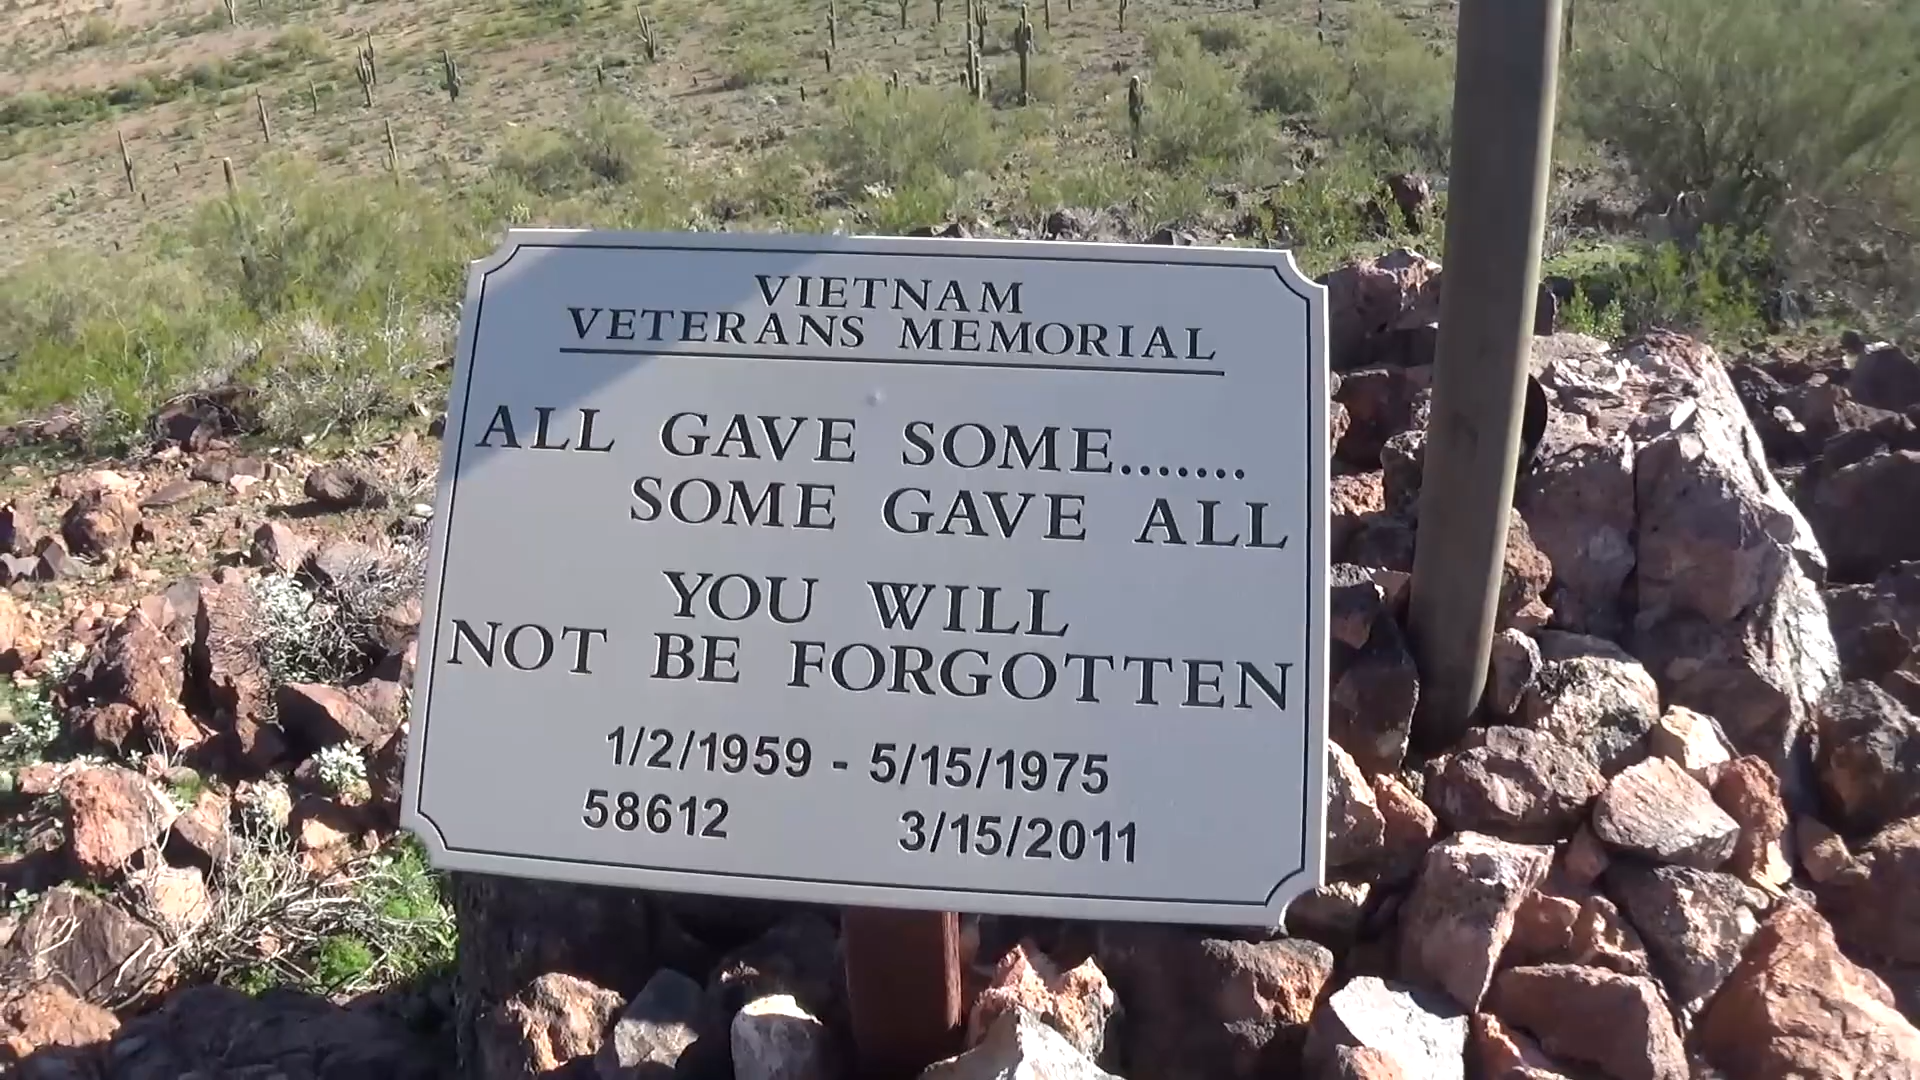 VIETNAM
VETERANS MEMORIAL
ALL GAVE SOME.......
SOME GAVE ALL
YOU WILL
NOT BE FORGOTTEN
1/2/1959 - 5/15/1975
58612 3/15/2011